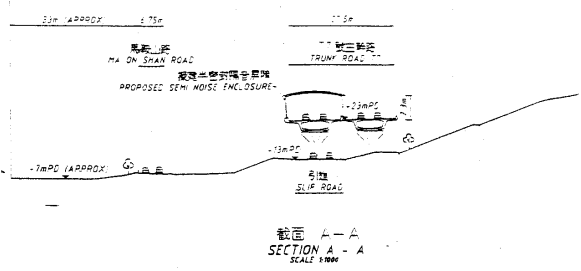 33m (APPROX) 6.75m
馬鞍山路
MA ON SHAN ROAD
TRUNK ROAD T7
擬建半密封隔音屏障
PROPOSED SEMI NOISE ENCLOSURE
~23mPD
~13mPD
~7mPD (APPROX)
引道
SLIP ROAD
截面 A-A
SECTION A - A
SCALE 1:1000